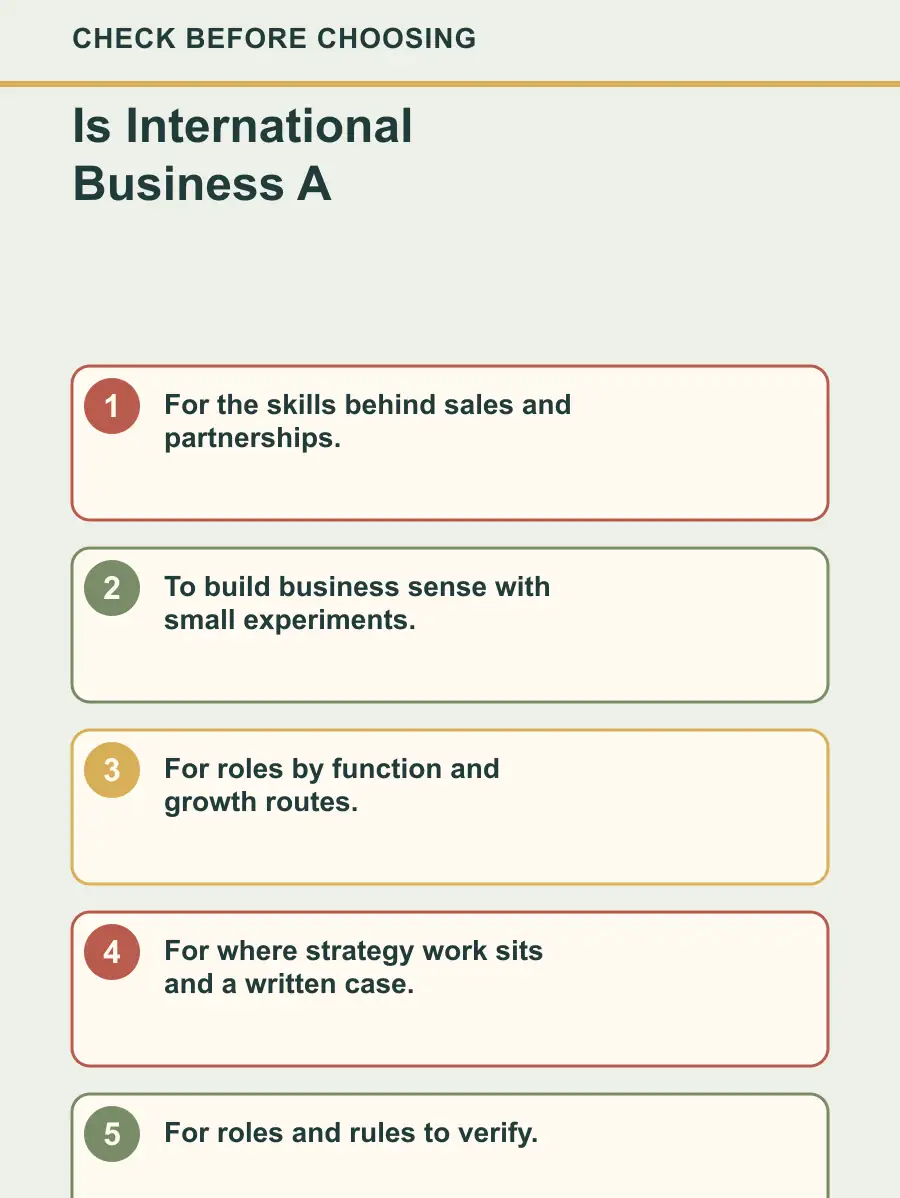 CHECK BEFORE CHOOSING
Is International
Business A
1
For the skills behind sales and
partnerships.
2
To build business sense with
small experiments.
3
For roles by function and
growth routes.
4
For where strategy work sits
and a written case.
5
For roles and rules to verify.